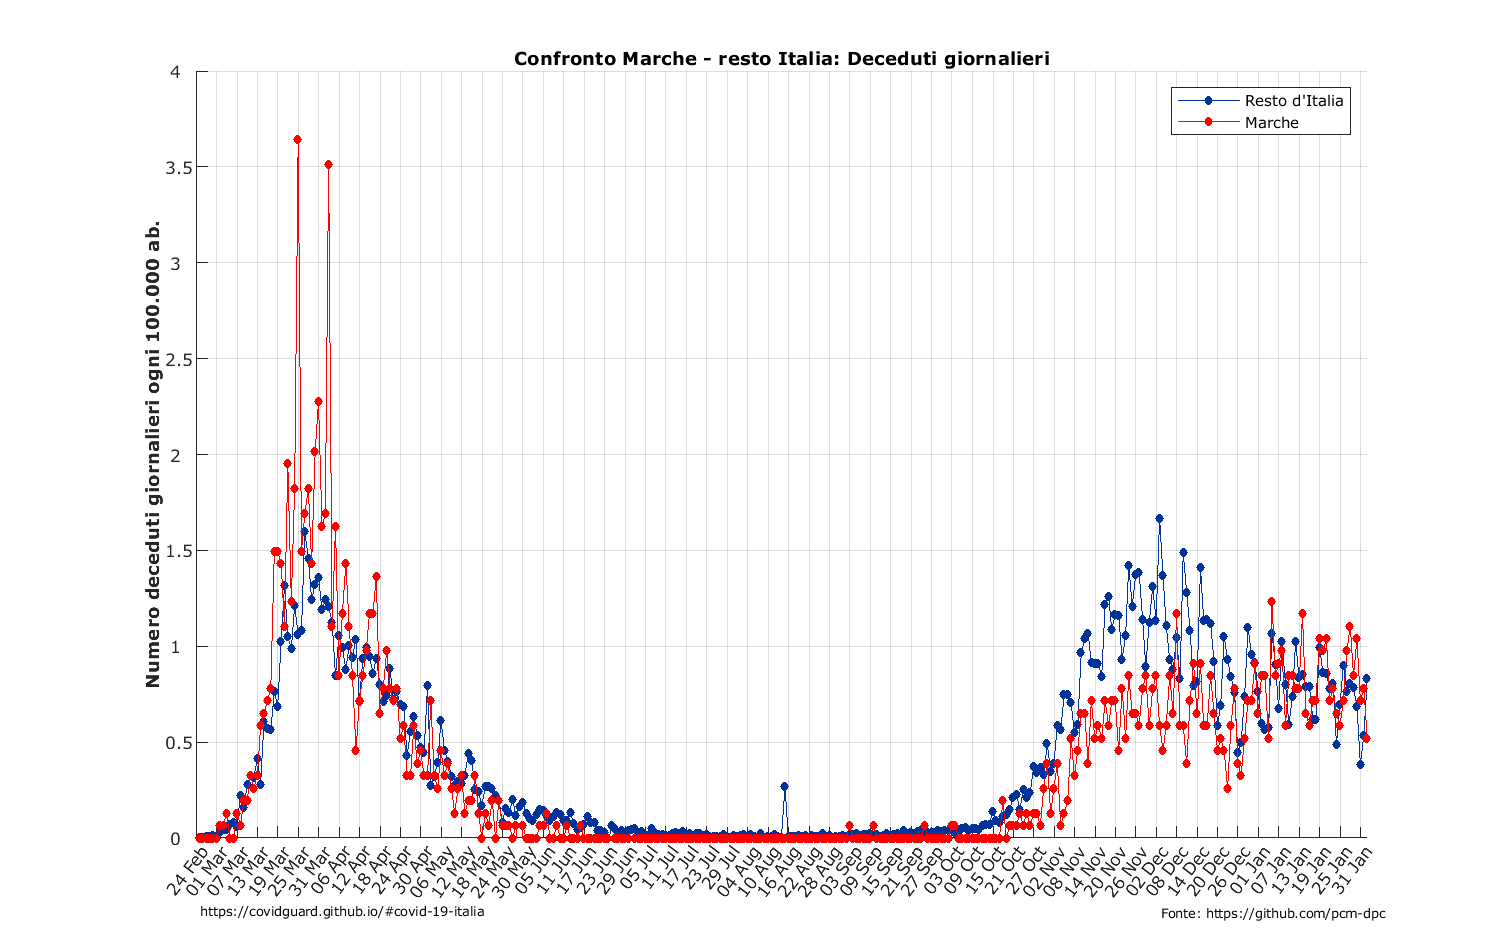 Confronto Marche - resto Italia: Deceduti giornalieri
Numero deceduti giornalieri ogni 100.000 ab.
4
3.5
3
2.5
2
1.5
1
0.5
0
Resto d'Italia
Marche
24 Feb
01 Mar
07 Mar
13 Mar
19 Mar
25 Mar
31 Mar
06 Apr
12 Apr
18 Apr
24 Apr
30 Apr
06 May
12 May
18 May
24 May
30 May
05 Jun
11 Jun
17 Jun
23 Jun
29 Jun
05 Jul
11 Jul
17 Jul
23 Jul
29 Jul
04 Aug
10 Aug
16 Aug
22 Aug
28 Aug
03 Sep
09 Sep
15 Sep
21 Sep
27 Sep
03 Oct
09 Oct
15 Oct
21 Oct
27 Oct
02 Nov
08 Nov
14 Nov
20 Nov
26 Nov
02 Dec
08 Dec
14 Dec
20 Dec
26 Dec
01 Jan
07 Jan
13 Jan
19 Jan
25 Jan
31 Jan
https://covidguard.github.io/#covid-19-italia
Fonte: https://github.com/pcm-dpc